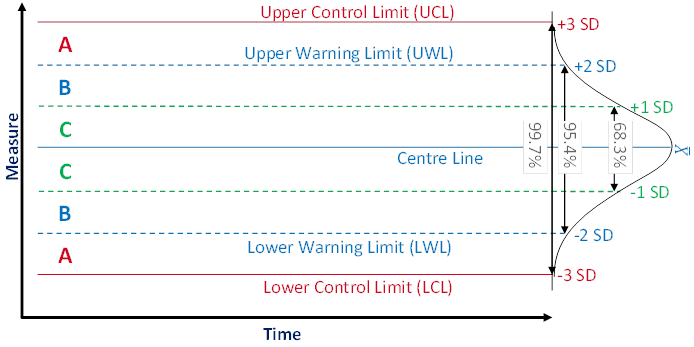 Upper Control Limit (UCL)
+3 SD
A
Upper Warning Limit (UWL)
+2 SD
B
+1 SD
C
Measure
99.7%
95.4%
68.3%
Centre Line
x̅
C
-1 SD
B
-2 SD
Lower Warning Limit (LWL)
A
-3 SD
Lower Control Limit (LCL)
Time